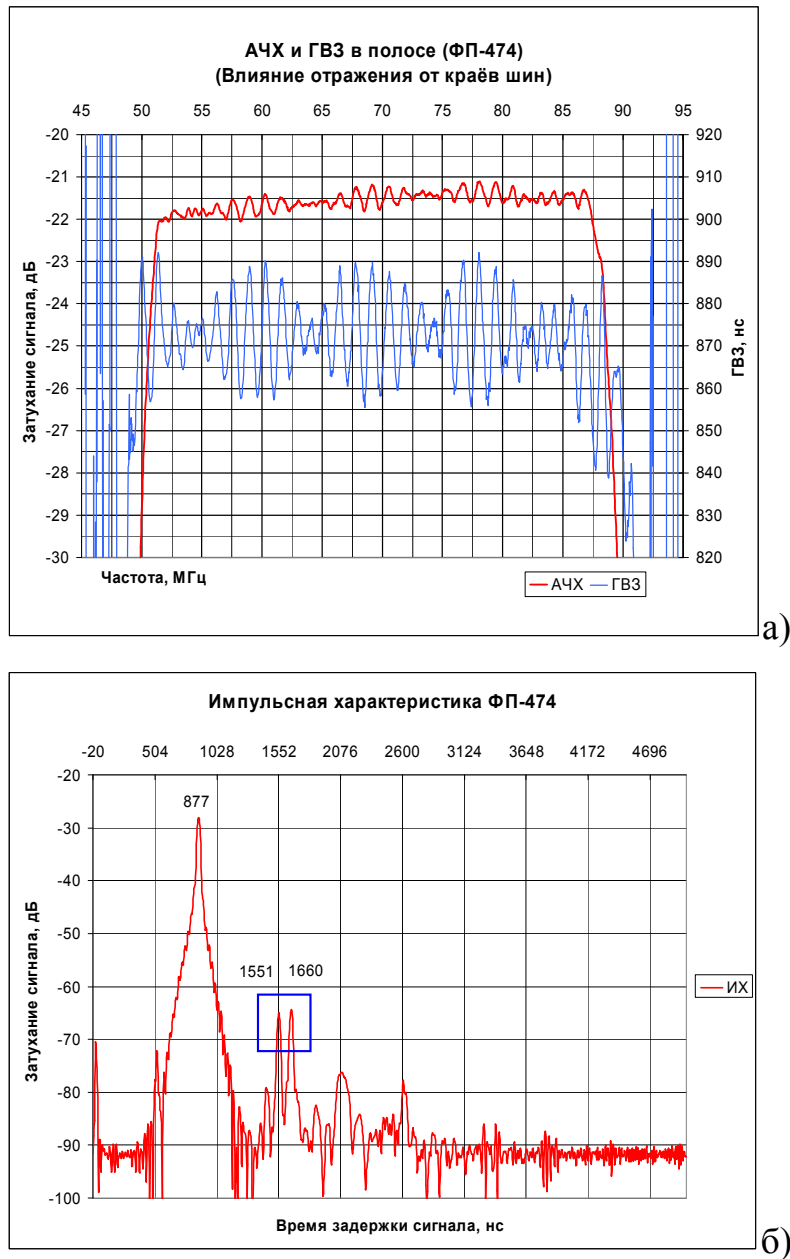 АЧХ и ГВЗ в полосе (ФП-474)
(Влияние отражения от краёв шин)
45 50 55 60 65 70 75 80 85 90 95
-20 920
-21 910
-22 900
-23 890
-24 880
-25 870
-26 860
-27 850
-28 840
-29 830
-30 820
Затухание сигнала, дБ
ГВЗ, нс
Частота, МГц
АЧХ ГВЗ
а)
Импульсная характеристика ФП-474
-20 504 1028 1552 2076 2600 3124 3648 4172 4696
-20
-30
-40
-50
-60
-70
-80
-90
-100
877
1551 1660
Затухание сигнала, дБ
ИХ
Время задержки сигнала, нс
б)